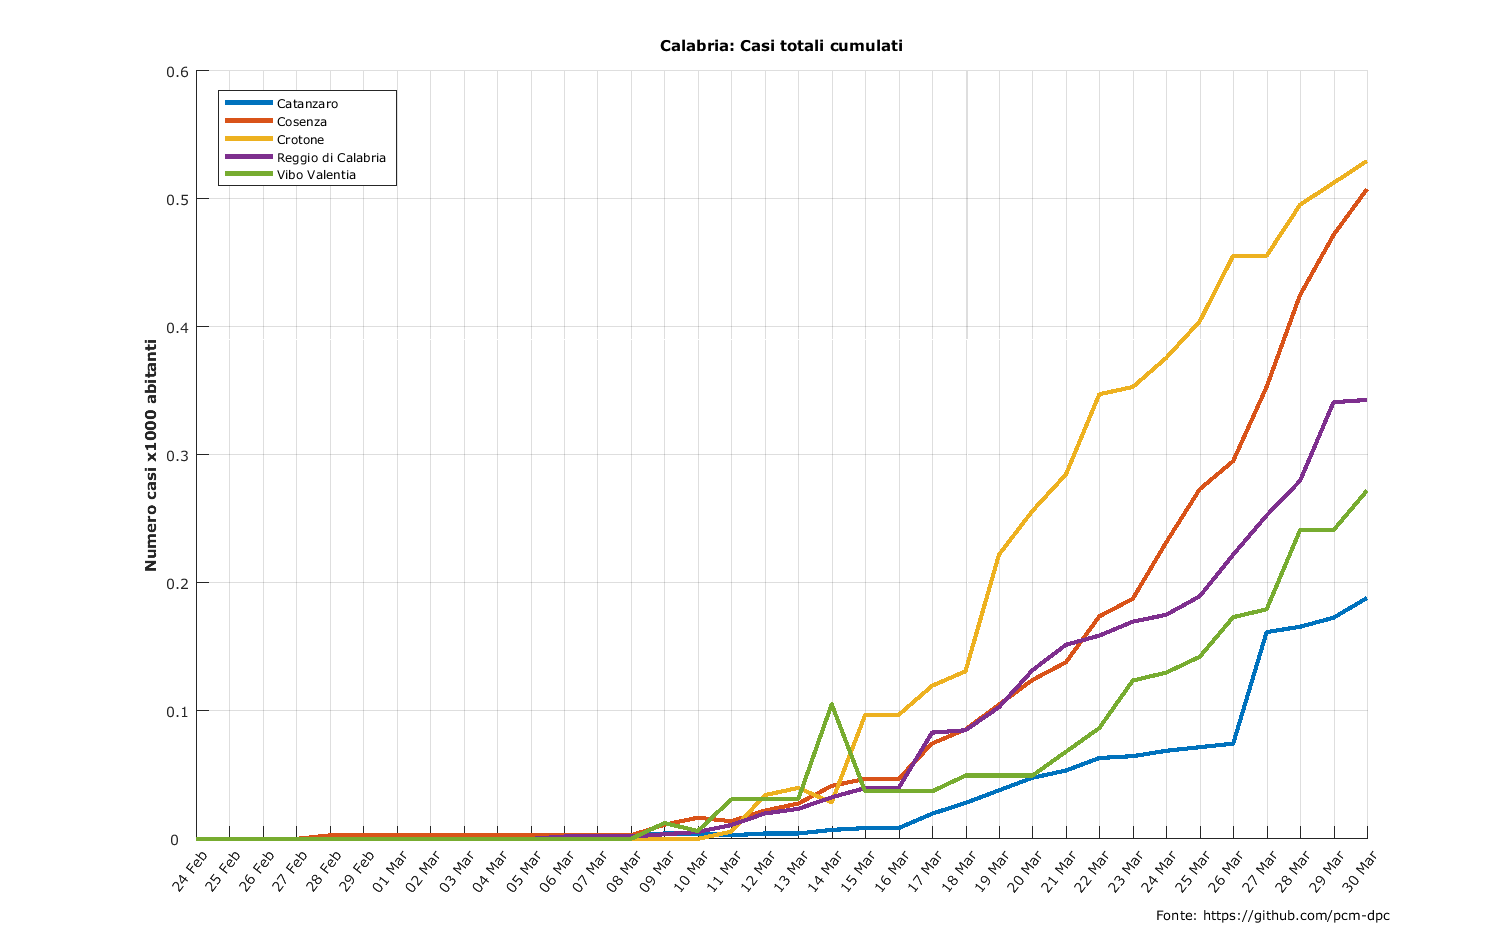 Calabria: Casi totali cumulati
0.6
0.5
0.4
0.3
0.2
0.1
0
Numero casi x1000 abitanti
Catanzaro
Cosenza
Crotone
Reggio di Calabria
Vibo Valentia
24 Feb
25 Feb
26 Feb
27 Feb
28 Feb
29 Feb
01 Mar
02 Mar
03 Mar
04 Mar
05 Mar
06 Mar
07 Mar
08 Mar
09 Mar
10 Mar
11 Mar
12 Mar
13 Mar
14 Mar
15 Mar
16 Mar
17 Mar
18 Mar
19 Mar
20 Mar
21 Mar
22 Mar
23 Mar
24 Mar
25 Mar
26 Mar
27 Mar
28 Mar
29 Mar
30 Mar
Fonte: https://github.com/pcm-dpc